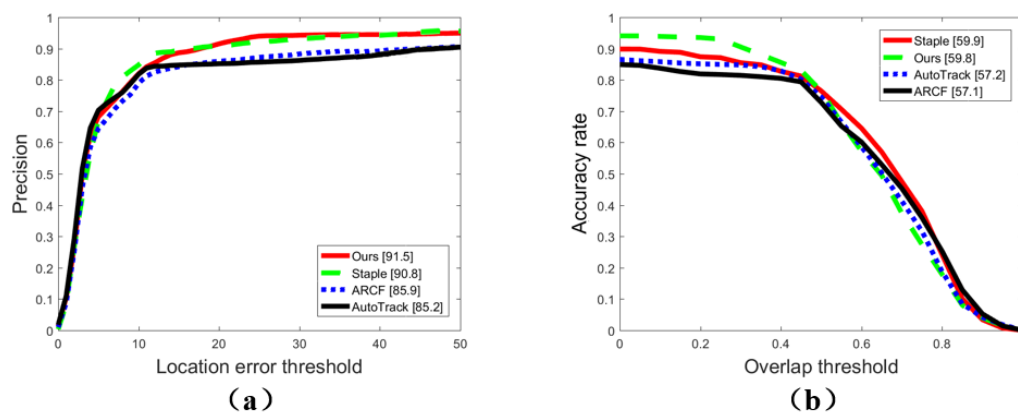 1
0.9
0.8
0.7
0.6
0.5
0.4
0.3
0.2
0.1
0
Precision
0 10 20 30 40 50
Location error threshold
Ours [91.5]
Staple [90.8]
ARCF [85.9]
AutoTrack [85.2]
（a）
1
0.9
0.8
0.7
0.6
0.5
0.4
0.3
0.2
0.1
0
Accuracy rate
0 0.2 0.4 0.6 0.8
Overlap threshold
Staple [59.9]
Ours [59.8]
AutoTrack [57.2]
ARCF [57.1]
（b）